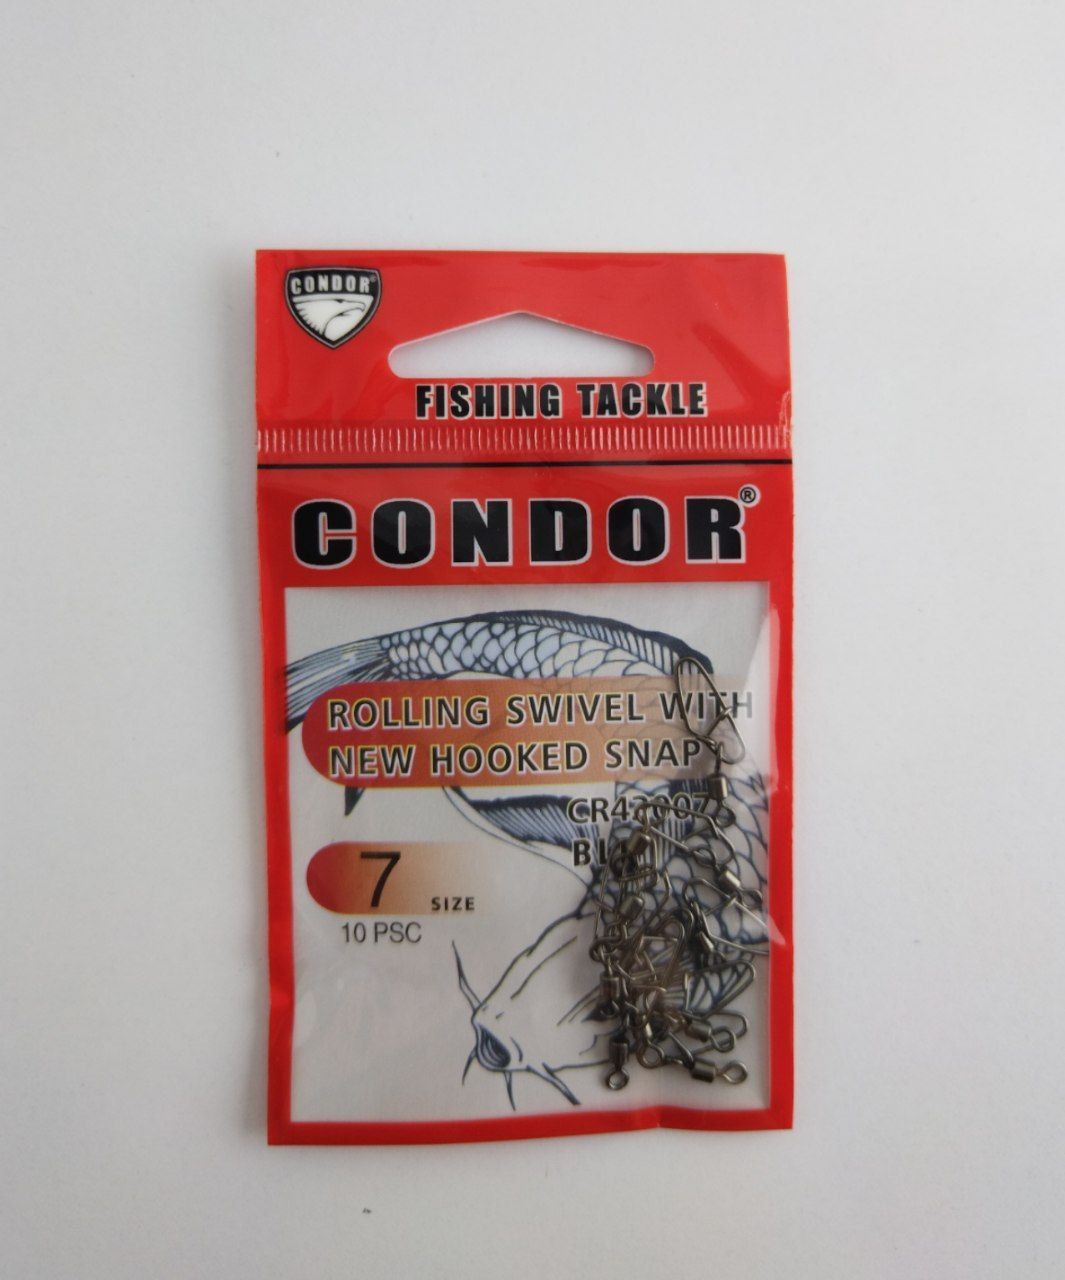 CONDOR®
FISHING TACKLE
CONDOR®
ROLLING SWIVEL WITH
NEW HOOKED SNAP
7 SIZE
10 PSC